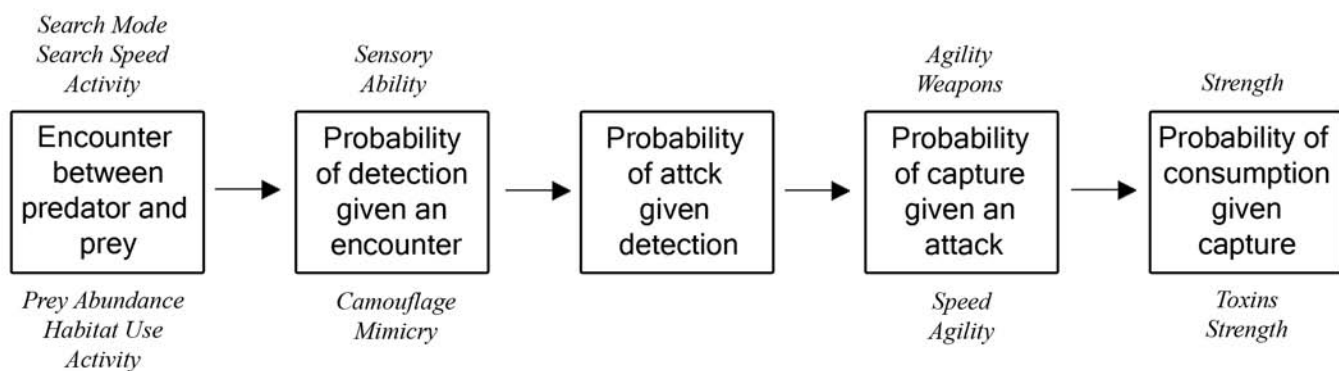 Search Mode
Search Speed
Activity
Sensory
Ability
Agility
Weapons
Strength
Encounter
between
predator and
prey
Probability
of detection
given an
encounter
Probability
of attck
given
detection
Probability
of capture
given an
attack
Probability of
consumption
given
capture
Prey Abundance
Habitat Use
Activity
Camouflage
Mimicry
Speed
Agility
Toxins
Strength